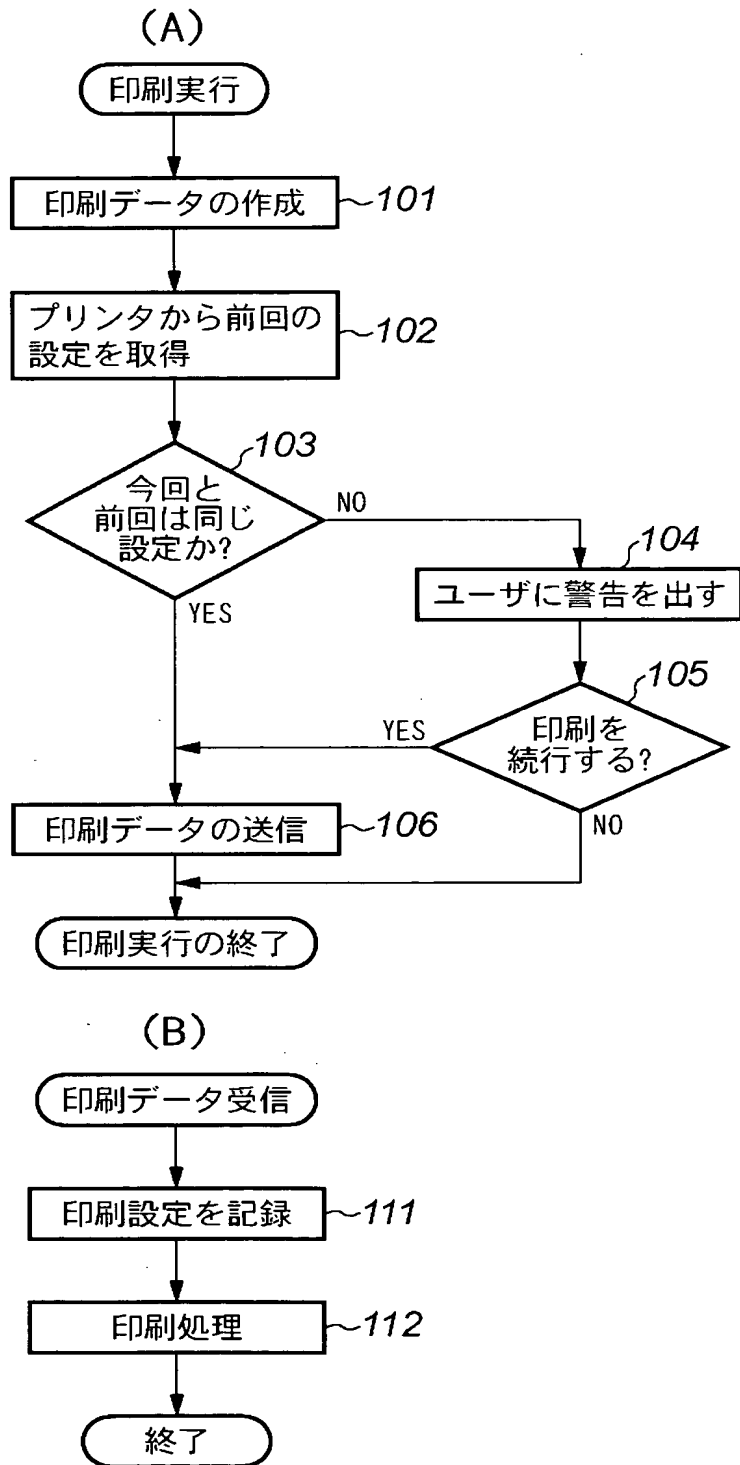 (A)
印刷実行
印刷データの作成
101
プリンタから前回の
設定を取得
102
103
今回と
前回は同じ
設定か?
NO
YES
104
ユーザに警告を出す
105
印刷を
続行する?
YES
NO
印刷データの送信
106
印刷実行の終了
(B)
印刷データ受信
印刷設定を記録
111
印刷処理
112
終了